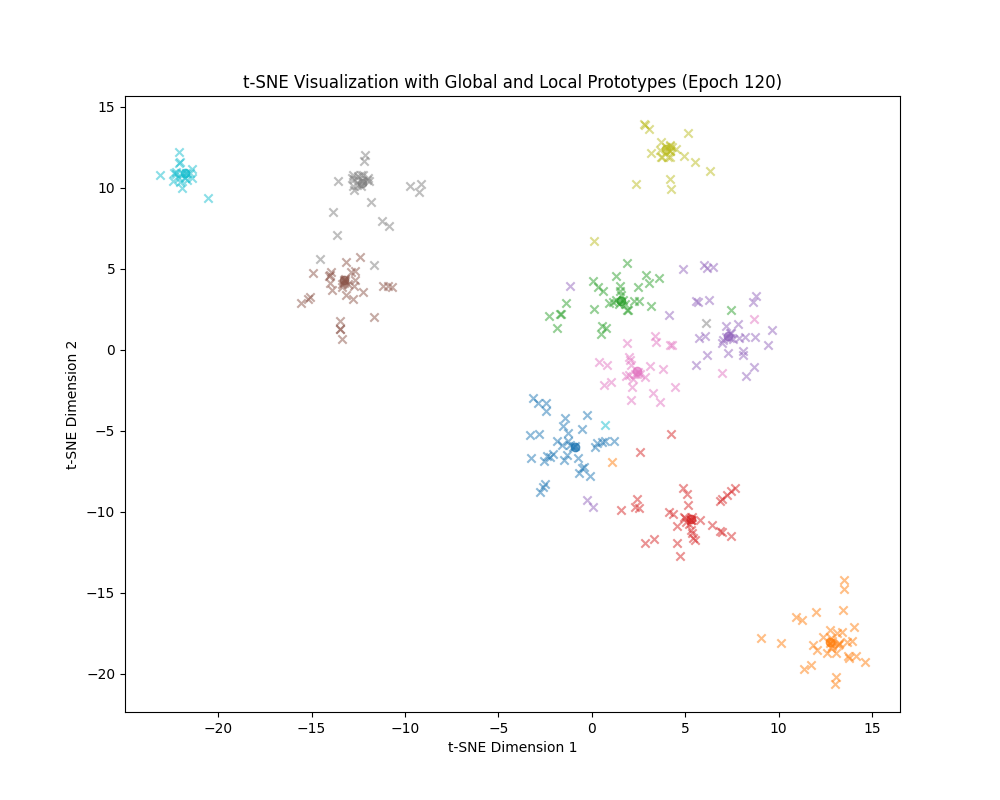 t-SNE Visualization with Global and Local Prototypes (Epoch 120)
15
10
5
0
−5
−10
−15
−20
t-SNE Dimension 2
−20 −15 −10 −5 0 5 10 15
t-SNE Dimension 1